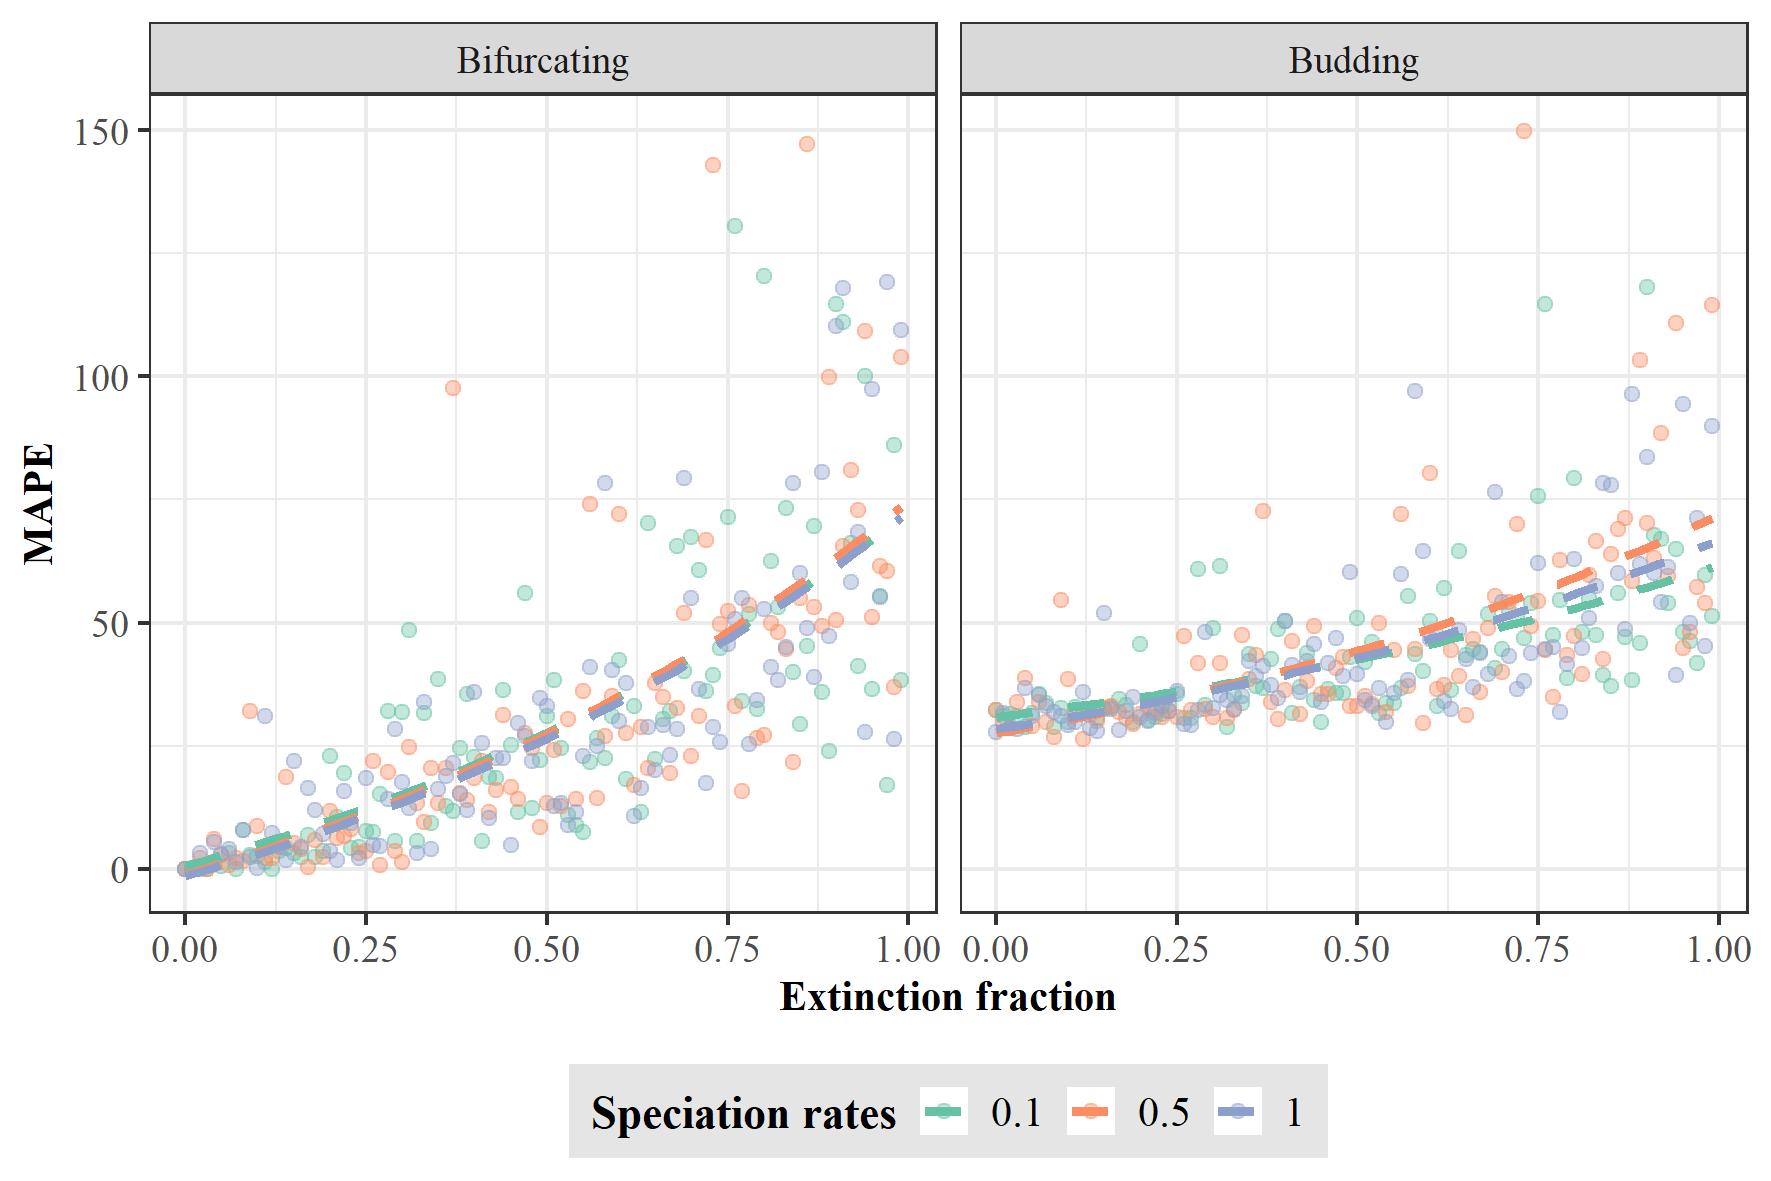 Bifurcating Budding
150
100
50
0
MAPE
0.00 0.25 0.50 0.75 1.00 0.00 0.25 0.50 0.75 1.00
Extinction fraction
Speciation rates 0.1 0.5 1